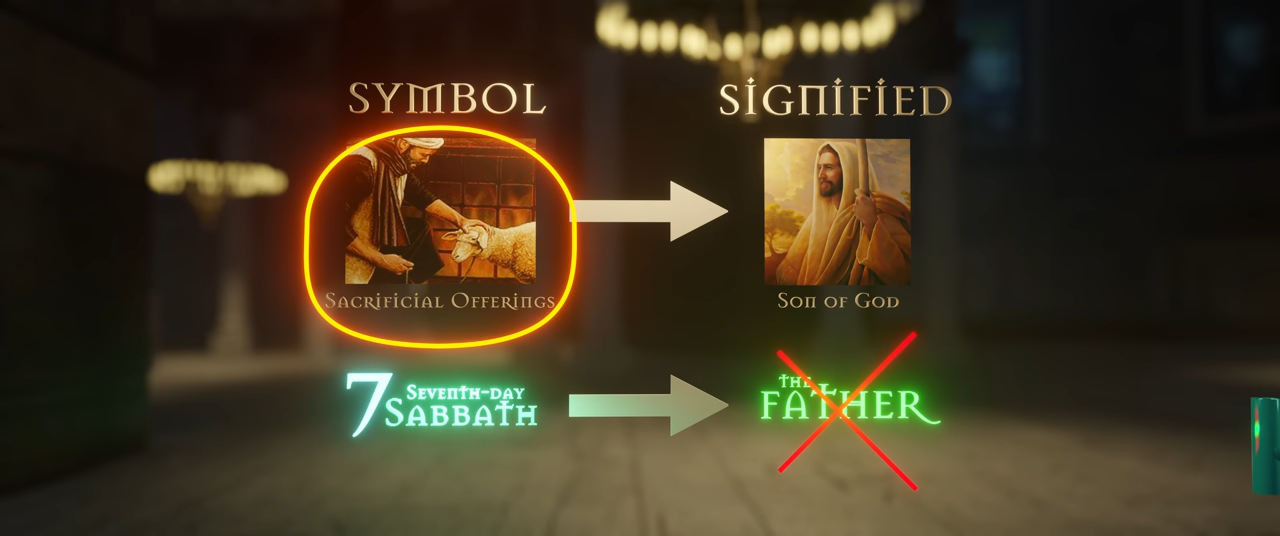 SYMBOL
SIGNIFIED
Sacrificial Offerings
Son of God
7 Seventh-day
Sabbath
the
Father